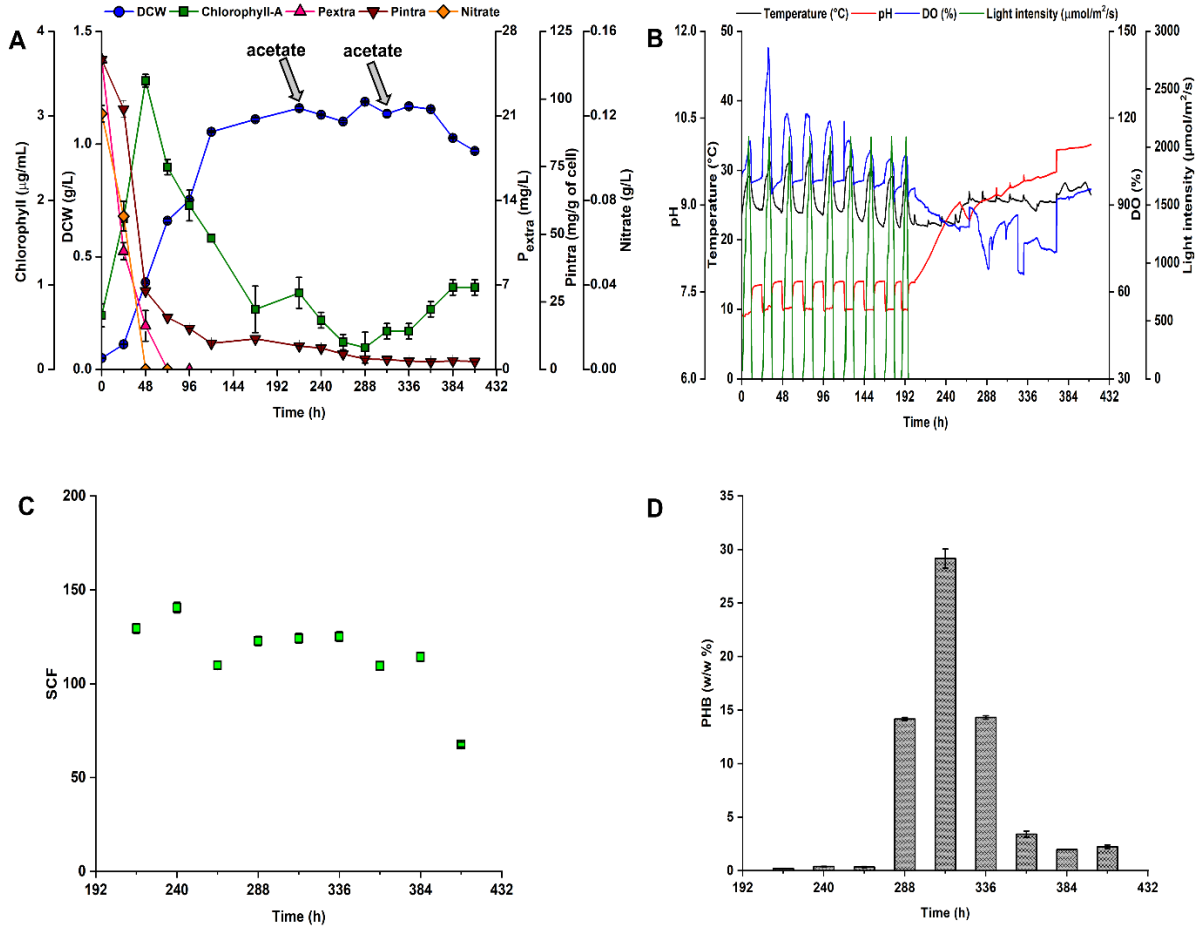 DCW Chlorophyll-A Pextra Pintra Nitrate
A
4 1.5 28 125 -0.16
acetate acetate
3 1.0 21 100 -0.12
75
2 14 50 -0.08
0.5
1 7 25 -0.04
0 0.0 0 0 -0.00
Chlorophyll (µg/mL)
DCW (g/L)
Pextra (mg/L)
Pintra (mg/g of cell)
Nitrate (g/L)
0 48 96 144 192 240 288 336 384 432
Time (h)
B
Temperature (°C) pH DO (%) Light intensity (µmol/m²/s)
12.0 50 150 3000
2500
10.5 40 120 2000
30
9.0 90 1500
20
7.5 60 1000
10 500
6.0 0 30 0
pH
Temperature (°C)
DO (%)
Light intensity (µmol/m²/s)
0 48 96 144 192 240 288 336 384 432
Time (h)
C
200
150
100
50
0
SCF
192 240 288 336 384 432
Time (h)
D
35
30
25
20
15
10
5
0
PHB (w/w %)
192 240 288 336 384 432
Time (h)